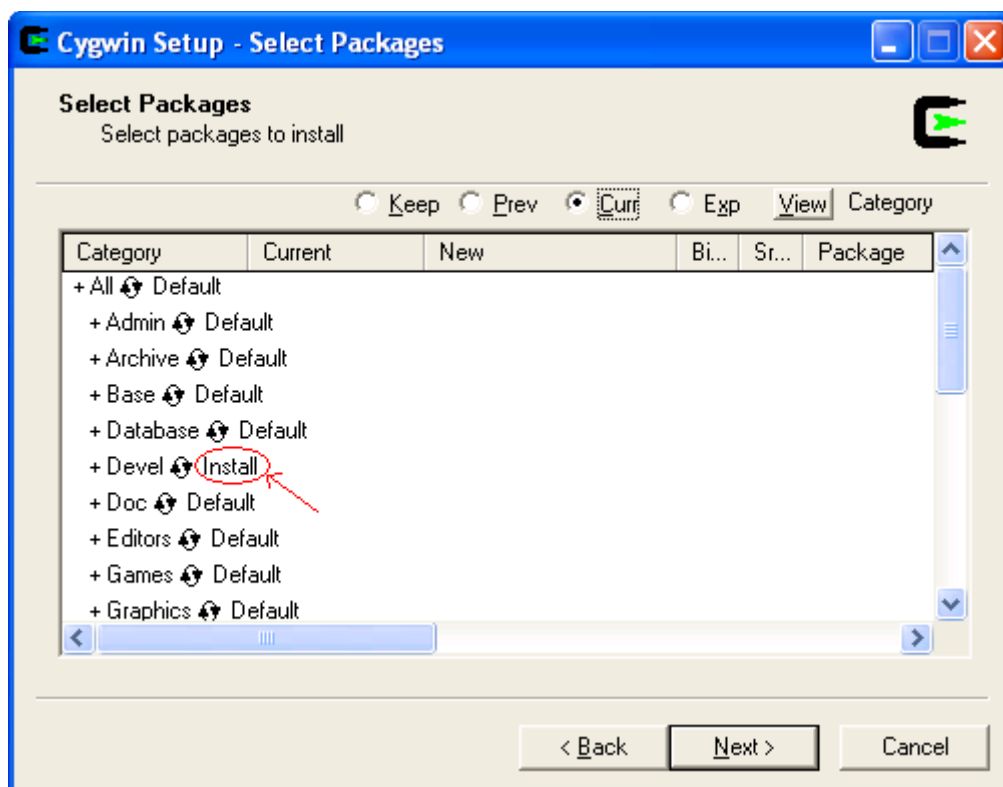 Cygwin Setup - Select Packages
Select Packages
Select packages to install
Keep Prev Curr Exp View Category
Category Current New Bi... Sr... Package
+ All Default
+ Admin Default
+ Archive Default
+ Base Default
+ Database Default
+ Devel Install
+ Doc Default
+ Editors Default
+ Games Default
+ Graphics Default
< Back Next > Cancel